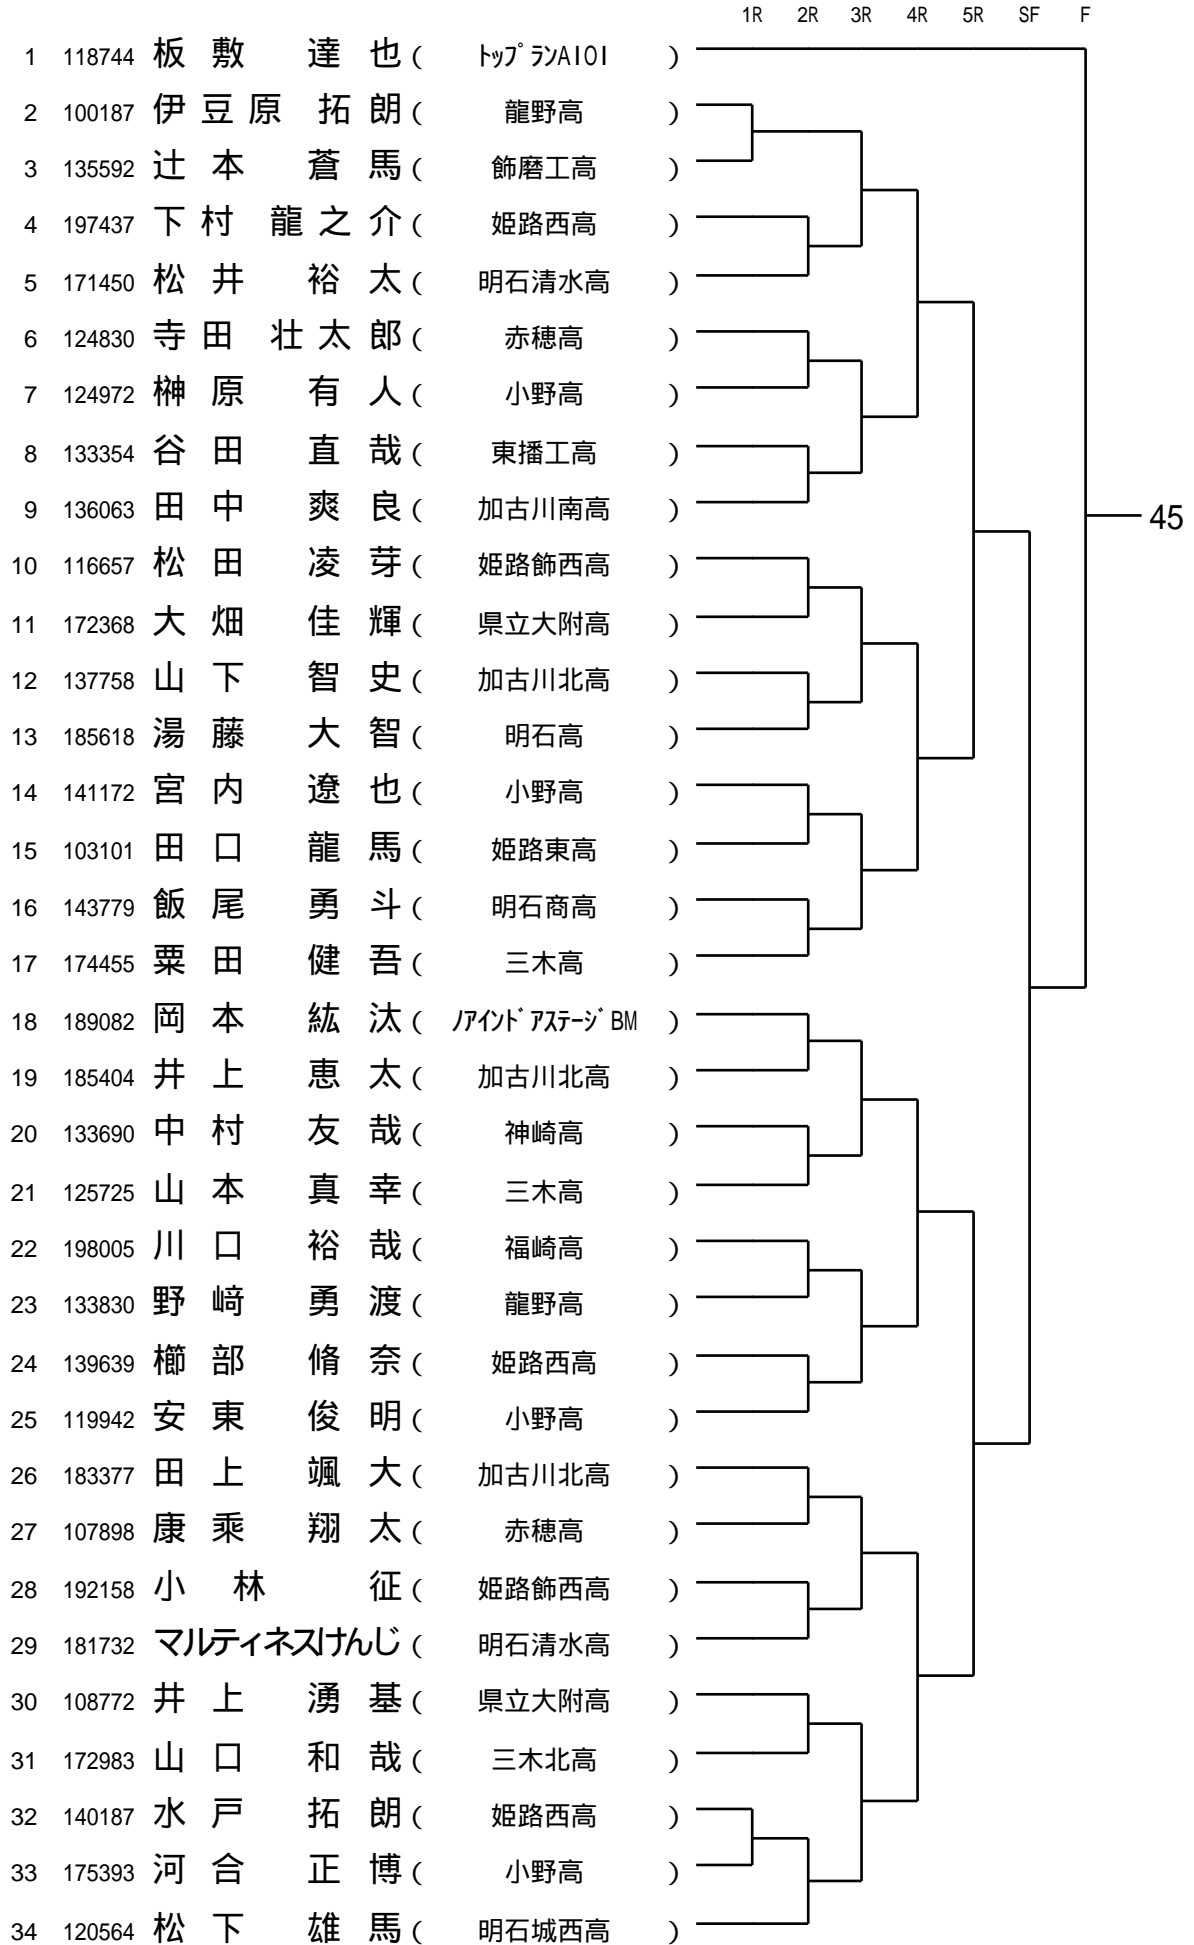 1R 2R 3R 4R 5R SF F
1 118744 板敷 達也 ( ﾄｯﾌﾟﾗﾝAIOI )
2 100187 伊豆原 拓朗 ( 龍野高 )
3 135592 辻本 蒼馬 ( 飾磨工高 )
4 197437 下村 龍之介 ( 姫路西高 )
5 171450 松井 裕太 ( 明石清水高 )
6 124830 寺田 壮太郎 ( 赤穂高 )
7 124972 榊原 有人 ( 小野高 )
8 133354 谷田 直哉 ( 東播工高 )
9 136063 田中 爽良 ( 加古川南高 )
45
10 116657 松田 凌芽 ( 姫路飾西高 )
11 172368 大畑 佳輝 ( 県立大附高 )
12 137758 山下 智史 ( 加古川北高 )
13 185618 湯藤 大智 ( 明石高 )
14 141172 宮内 遼也 ( 小野高 )
15 103101 田口 龍馬 ( 姫路東高 )
16 143779 飯尾 勇斗 ( 明石商高 )
17 174455 粟田 健吾 ( 三木高 )
18 189082 岡本 紘汰 ( ﾉｱｲﾝﾄﾞｱｽﾃｰｼﾞBM )
19 185404 井上 恵太 ( 加古川北高 )
20 133690 中村 友哉 ( 神崎高 )
21 125725 山本 真幸 ( 三木高 )
22 198005 川口 裕哉 ( 福崎高 )
23 133830 野﨑 勇渡 ( 龍野高 )
24 139639 櫛部 脩奈 ( 姫路西高 )
25 119942 安東 俊明 ( 小野高 )
26 183377 田上 颯大 ( 加古川北高 )
27 107898 康乘 翔太 ( 赤穂高 )
28 192158 小林 征 ( 姫路飾西高 )
29 181732 マルティネスけんじ ( 明石清水高 )
30 108772 井上 湧基 ( 県立大附高 )
31 172983 山口 和哉 ( 三木北高 )
32 140187 水戸 拓朗 ( 姫路西高 )
33 175393 河合 正博 ( 小野高 )
34 120564 松下 雄馬 ( 明石城西高 )